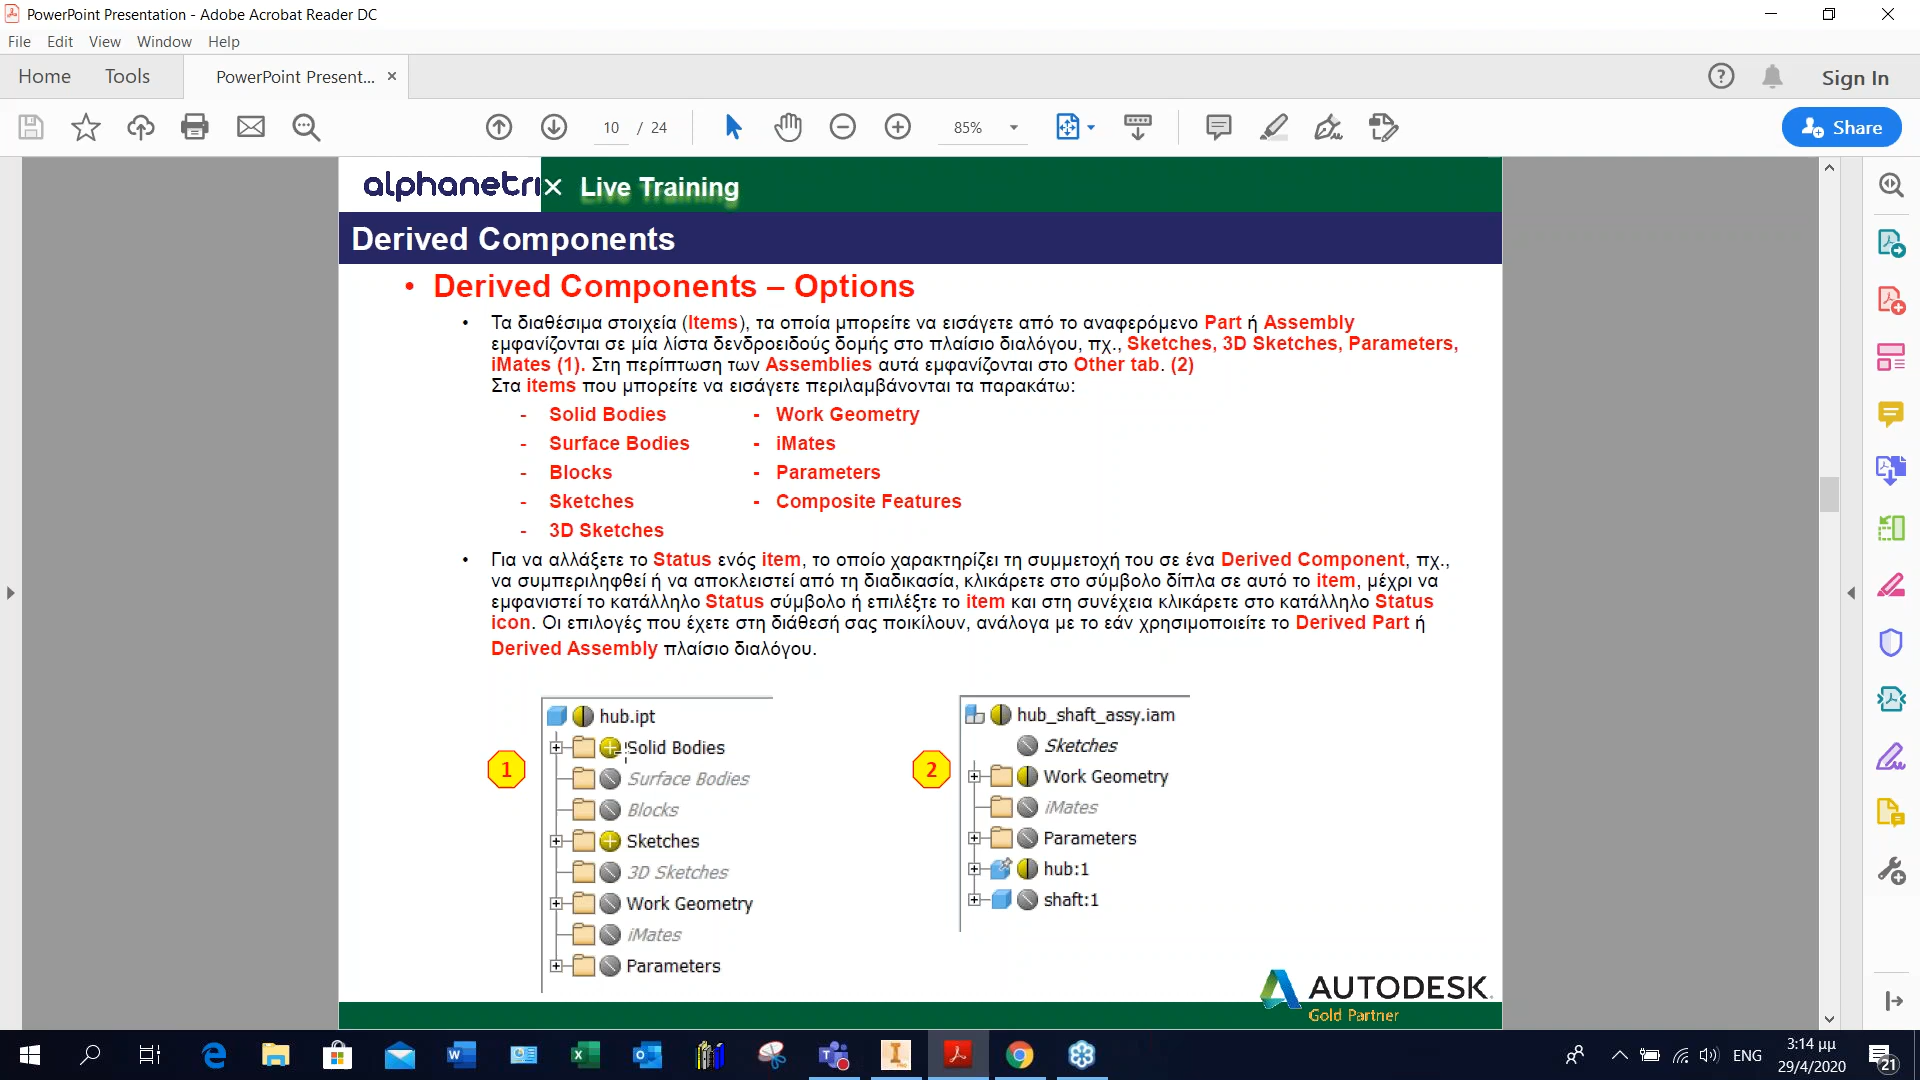 PowerPoint Presentation - Adobe Acrobat Reader DC
File Edit View Window Help
Home Tools PowerPoint Present... × Sign In
10 / 24 85% Share
alphanetrix Live Training
Derived Components
• Derived Components – Options
• Τα διαθέσιμα στοιχεία (Items), τα οποία μπορείτε να εισάγετε από το αναφερόμενο Part ή Assembly
εμφανίζονται σε μία λίστα δενδροειδούς δομής στο πλαίσιο διαλόγου, πχ., Sketches, 3D Sketches, Parameters,
iMates (1). Στη περίπτωση των Assemblies αυτά εμφανίζονται στο Other tab. (2)
Στα items που μπορείτε να εισάγετε περιλαμβάνονται τα παρακάτω:
- Solid Bodies - Work Geometry
- Surface Bodies - iMates
- Blocks - Parameters
- Sketches - Composite Features
- 3D Sketches
• Για να αλλάξετε το Status ενός item, το οποίο χαρακτηρίζει τη συμμετοχή του σε ένα Derived Component, πχ.,
να συμπεριληφθεί ή να αποκλειστεί από τη διαδικασία, κλικάρετε στο σύμβολο δίπλα σε αυτό το item, μέχρι να
εμφανιστεί το κατάλληλο Status σύμβολο ή επιλέξτε το item και στη συνέχεια κλικάρετε στο κατάλληλο Status
icon. Οι επιλογές που έχετε στη διάθεσή σας ποικίλουν, ανάλογα με το εάν χρησιμοποιείτε το Derived Part ή
Derived Assembly πλαίσιο διαλόγου.
1
hub.ipt
Solid Bodies
Surface Bodies
Blocks
Sketches
3D Sketches
Work Geometry
iMates
Parameters
2
hub_shaft_assy.iam
Sketches
Work Geometry
iMates
Parameters
hub:1
shaft:1
AUTODESK.
Gold Partner
ENG
3:14 μμ
29/4/2020
21